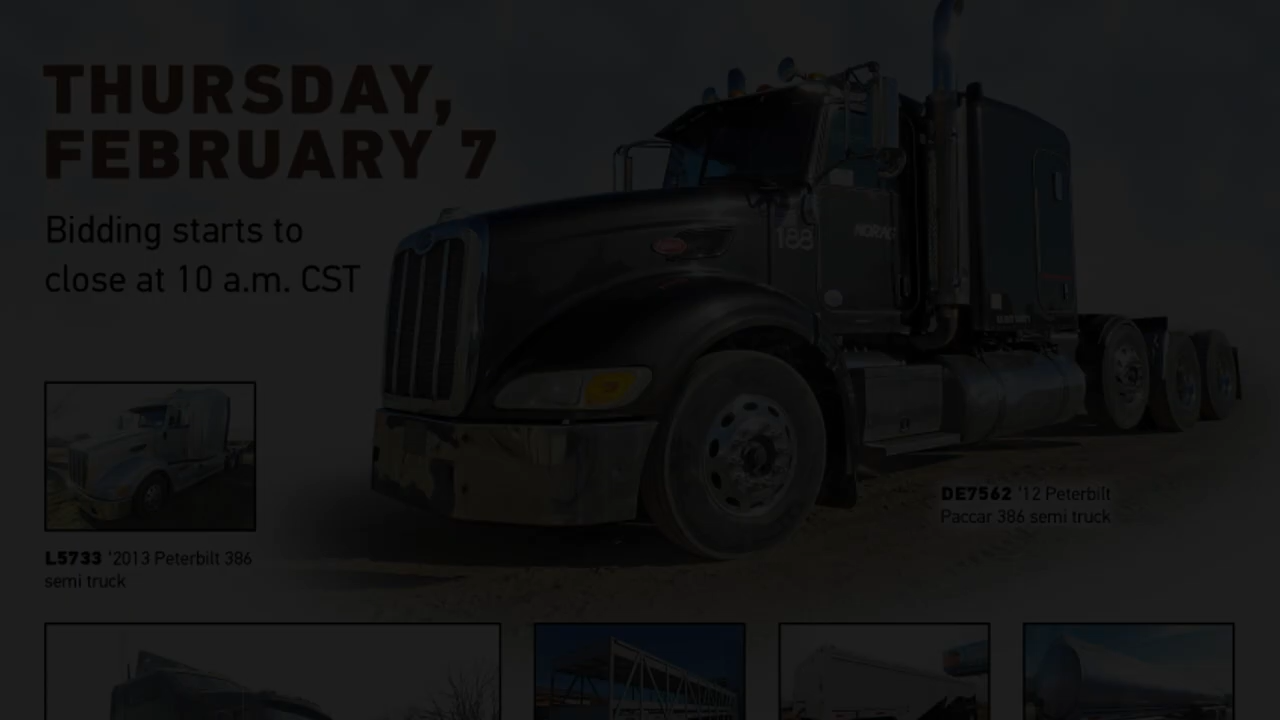 THURSDAY,
FEBRUARY 7
Bidding starts to
close at 10 a.m. CST
188
DE7562 '12 Peterbilt
Paccar 386 semi truck
L5733 '2013 Peterbilt 386
semi truck